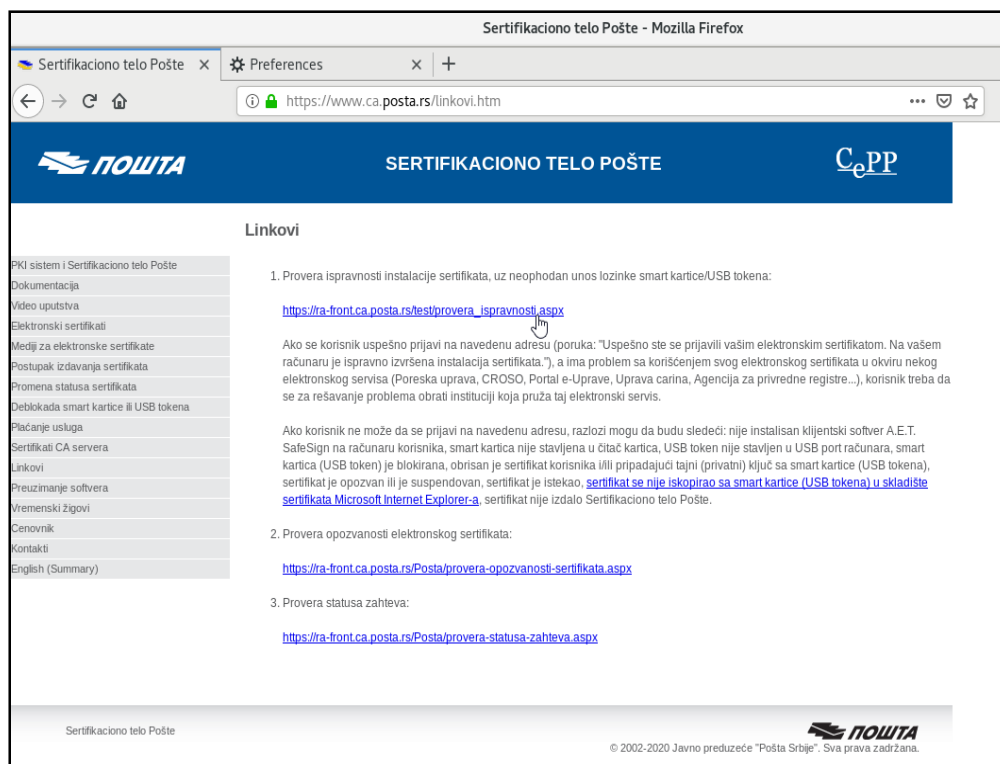 Sertifikaciono telo Pošte - Mozilla Firefox
Sertifikaciono telo Pošte
Preferences
https://www.ca.posta.rs/linkovi.htm
ПОШТА
SERTIFIKACIONO TELO POŠTE
CePP
Linkovi
PKI sistem i Sertifikaciono telo Pošte
Dokumentacija
Video uputstva
Elektronski sertifikati
Mediji za elektronske sertifikate
Postupak izdavanja sertifikata
Promena statusa sertifikata
Deblokada smart kartice ili USB tokena
Plaćanje usluga
Sertifikati CA servera
Linkovi
Preuzimanje softvera
Vremenski žigovi
Cenovnik
Kontakti
English (Summary)
1. Provera ispravnosti instalacije sertifikata, uz neophodan unos lozinke smart kartice/USB tokena:
https://ra-front.ca.posta.rs/test/provera_ispravnosti.aspx
Ako se korisnik uspešno prijavi na navedenu adresu (poruka: "Uspešno ste se prijavili vašim elektronskim sertifikatom. Na vašem
računaru je ispravno izvršena instalacija sertifikata."), a ima problem sa korišćenjem svog elektronskog sertifikata u okviru nekog
elektronskog servisa (Poreska uprava, CROSO, Portal e-Uprave, Uprava carina, Agencija za privredne registre...), korisnik treba da
se za rešavanje problema obrati instituciji koja pruža taj elektronski servis.
Ako korisnik ne može da se prijavi na navedenu adresu, razlozi mogu da budu sledeći: nije instalisan klijentski softver A.E.T.
SafeSign na računaru korisnika, smart kartica nije stavljena u čitač kartica, USB token nije stavljen u USB port računara, smart
kartica (USB token) je blokirana, obrisan je sertifikat korisnika i/ili pripadajući tajni (privatni) ključ sa smart kartice (USB tokena),
sertifikat je opozvan ili je suspendovan, sertifikat je istekao, sertifikat se nije iskopirao sa smart kartice (USB tokena) u skladište
sertifikata Microsoft Internet Explorer-a, sertifikat nije izdalo Sertifikaciono telo Pošte.
2. Provera opozvanosti elektronskog sertifikata:
https://ra-front.ca.posta.rs/Posta/provera-opozvanosti-sertifikata.aspx
3. Provera statusa zahteva:
https://ra-front.ca.posta.rs/Posta/provera-statusa-zahteva.aspx
Sertifikaciono telo Pošte
ПОШТА
© 2002-2020 Javno preduzeće "Pošta Srbije". Sva prava zadržana.